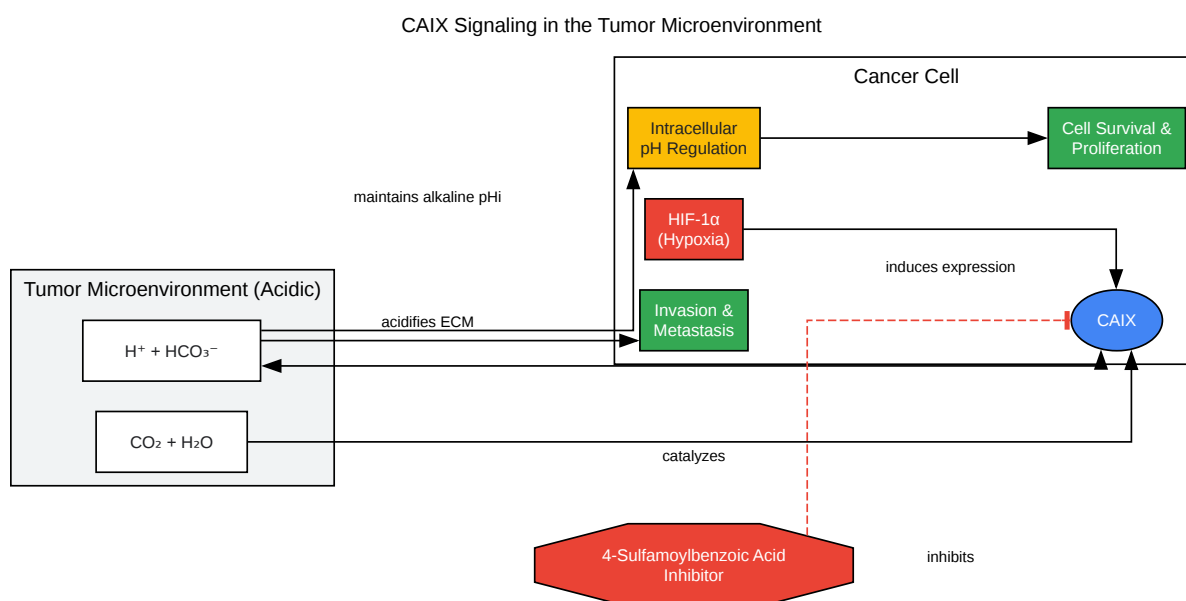 CAIX Signaling in the Tumor Microenvironment
Cancer Cell
Intracellular
pH Regulation
Cell Survival &
Proliferation
maintains alkaline pHi
HIF-1α
(Hypoxia)
induces expression
Tumor Microenvironment (Acidic)
Invasion &
Metastasis
acidifies ECM
CAIX
H⁺ + HCO₃⁻
CO₂ + H₂O
catalyzes
4-Sulfamoylbenzoic Acid
Inhibitor
inhibits